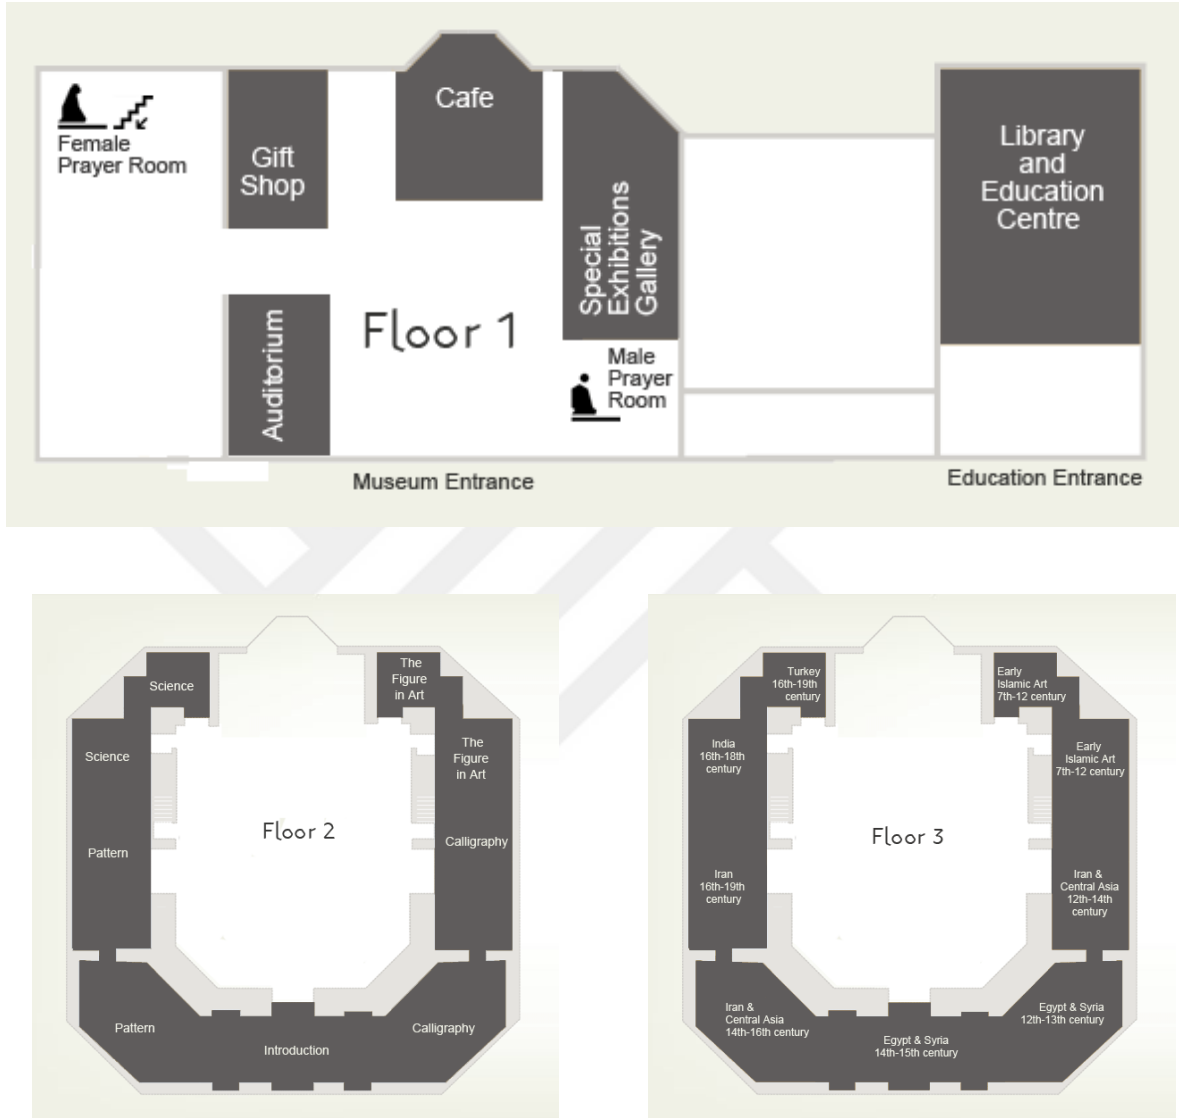 Female
Prayer Room
Gift
Shop
Cafe
Special
Exhibitions
Gallery
Library
and
Education
Centre
Auditorium
Floor 1
Male
Prayer
Room
Museum Entrance
Education Entrance
Science
The
Figure
in Art
Science
The
Figure
in Art
Floor 2
Pattern
Calligraphy
Pattern
Introduction
Calligraphy
Turkey
16th-19th
century
Early
Islamic Art
7th-12 century
India
16th-18th
century
Early
Islamic Art
7th-12 century
Floor 3
Iran
16th-19th
century
Iran &
Central Asia
12th-14th
century
Iran &
Central Asia
14th-16th century
Egypt & Syria
14th-15th century
Egypt & Syria
12th-13th century